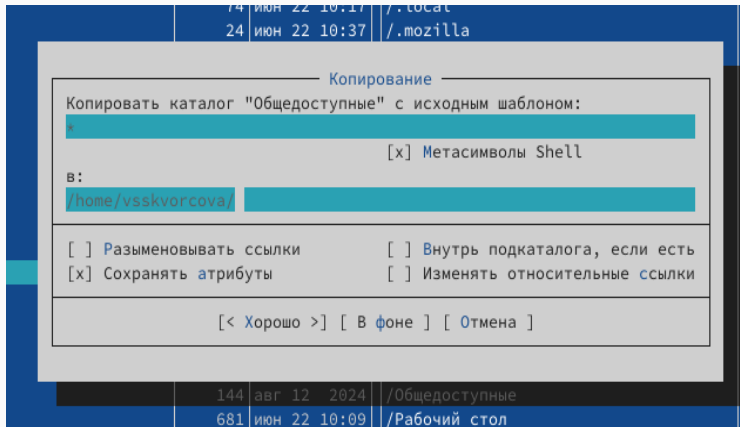 74 июн 22 10:17 /.local
24 июн 22 10:37 /.mozilla
Копирование
Копировать каталог "Общедоступные" с исходным шаблоном:
*
[x] Метасимволы Shell
в:
/home/vsskvorcova/
[ ] Разыменовывать ссылки [ ] Внутрь подкаталога, если есть
[x] Сохранять атрибуты [ ] Изменять относительные ссылки
[< Хорошо >] [ В фоне ] [ Отмена ]
144 авг 12 2024 /Общедоступные
681 июн 22 10:09 /Рабочий стол